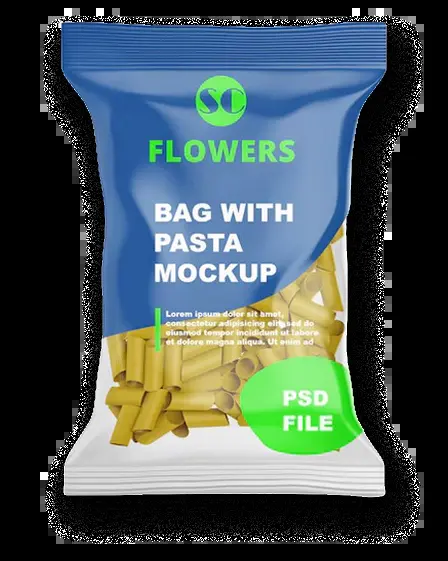 SC
FLOWERS
BAG WITH
PASTA
MOCKUP
Lorem ipsum dolor sit amet,
consectetur adipisicing elit, sed do
eiusmod tempor incididunt ut labore
et dolore magna aliqua. Ut enim ad
PSD
FILE